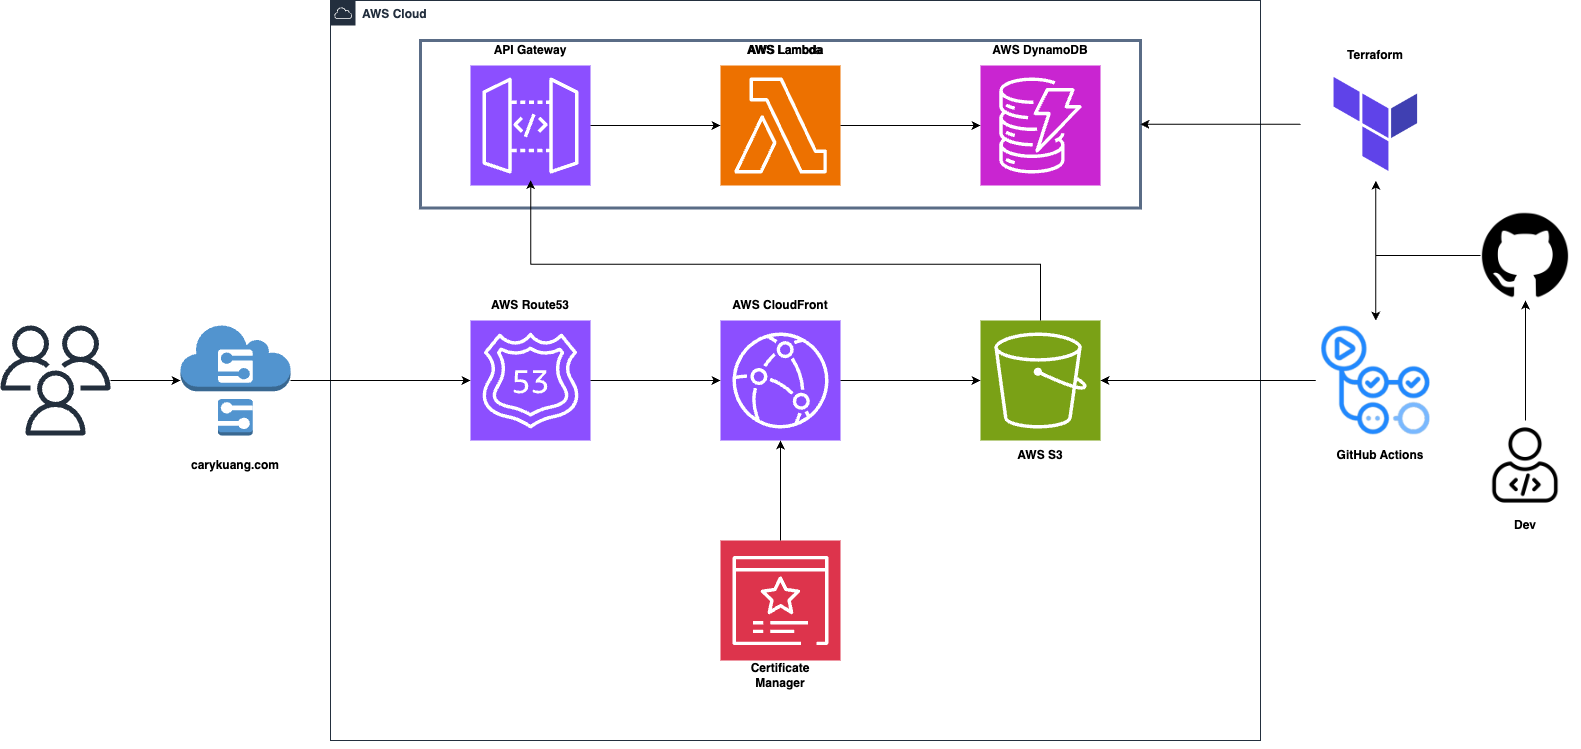 AWS Cloud
API Gateway
AWS Lambda
AWS DynamoDB
Terraform
</>
AWS Route53
AWS CloudFront
53
carykuang.com
AWS S3
GitHub Actions
</>
Dev
Certificate
Manager